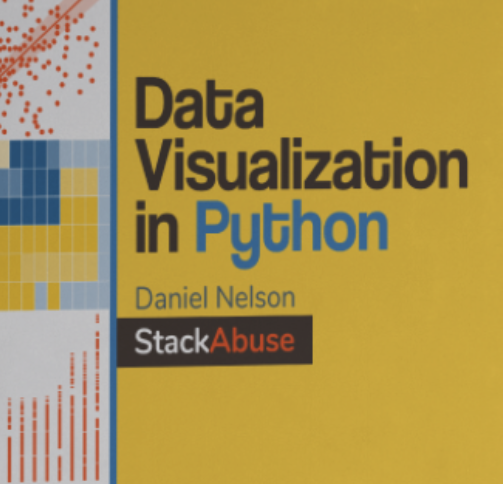 Data
Visualization
in Python
Daniel Nelson
StackAbuse